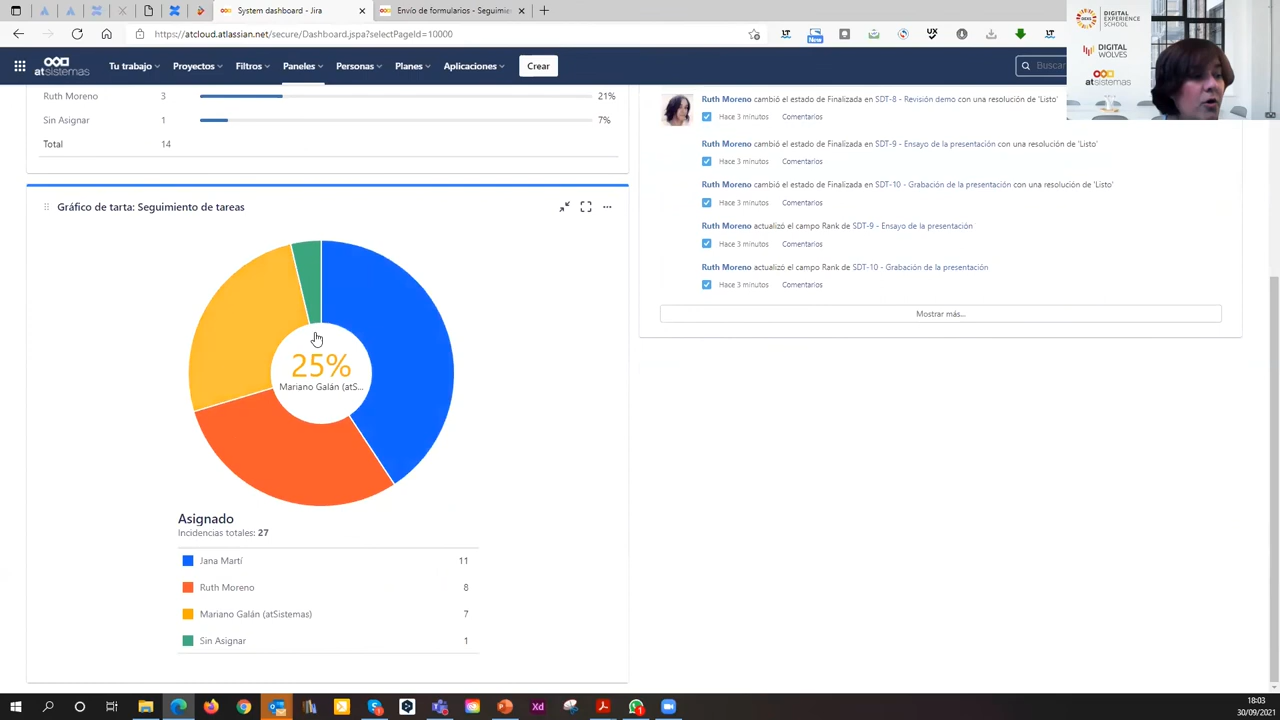 System dashboard - Jira
Envío de formularios - Seguimie
https://atcloud.atlassian.net/secure/Dashboard.jspa?selectPageId=10000
DIGITAL
EXPERIENCE
SCHOOL
DIGITAL
WOLVES
atsistemas
atsistemas
Tu trabajo
Proyectos
Filtros
Paneles
Personas
Planes
Aplicaciones
Crear
Buscar
Ruth Moreno 3 21%
Sin Asignar 1 7%
Total 14
Ruth Moreno cambió el estado de Finalizada en SDT-8 - Revisión demo con una resolución de 'Listo'
Hace 3 minutos Comentarios
Ruth Moreno cambió el estado de Finalizada en SDT-9 - Ensayo de la presentación con una resolución de 'Listo'
Hace 3 minutos Comentarios
Ruth Moreno cambió el estado de Finalizada en SDT-10 - Grabación de la presentación con una resolución de 'Listo'
Hace 3 minutos Comentarios
Ruth Moreno actualizó el campo Rank de SDT-9 - Ensayo de la presentación
Hace 3 minutos Comentarios
Ruth Moreno actualizó el campo Rank de SDT-10 - Grabación de la presentación
Hace 3 minutos Comentarios
Mostrar más...
Gráfico de tarta: Seguimiento de tareas
25%
Mariano Galán (atS...
Asignado
Incidencias totales: 27
Jana Martí 11
Ruth Moreno 8
Mariano Galán (atSistemas) 7
Sin Asignar 1
18:03
30/09/2021